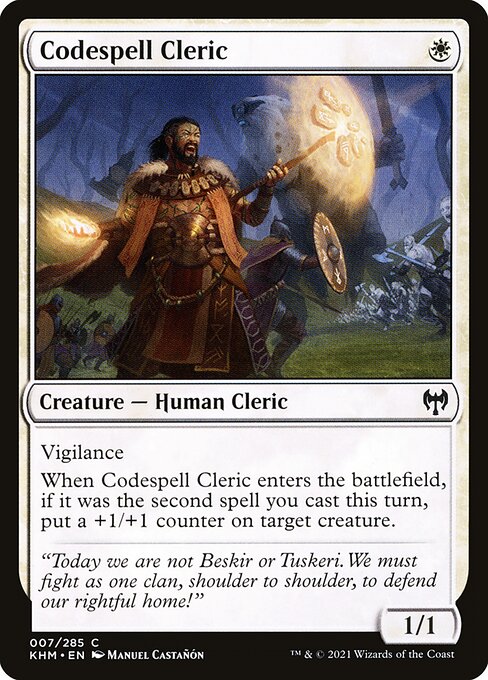 Codespell Cleric
Creature — Human Cleric
Vigilance
When Codespell Cleric enters the battlefield,
if it was the second spell you cast this turn,
put a +1/+1 counter on target creature.
“Today we are not Beskir or Tuskeri. We must
fight as one clan, shoulder to shoulder, to defend
our rightful home!”
1/1
007/285 C
KHM • EN Manuel Castañón
™ & © 2021 Wizards of the Coast